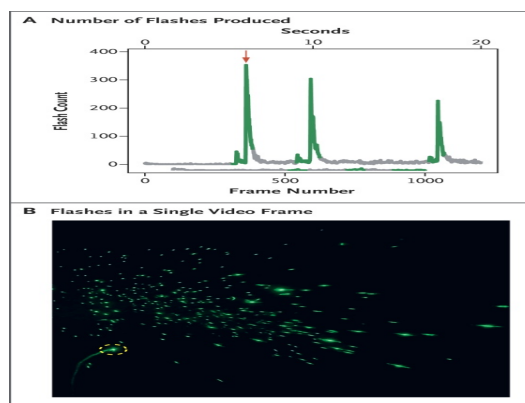 A Number of Flashes Produced
Seconds
0 10 20
400
300
200
100
0
Flash Count
0 500 1000
Frame Number
B Flashes in a Single Video Frame